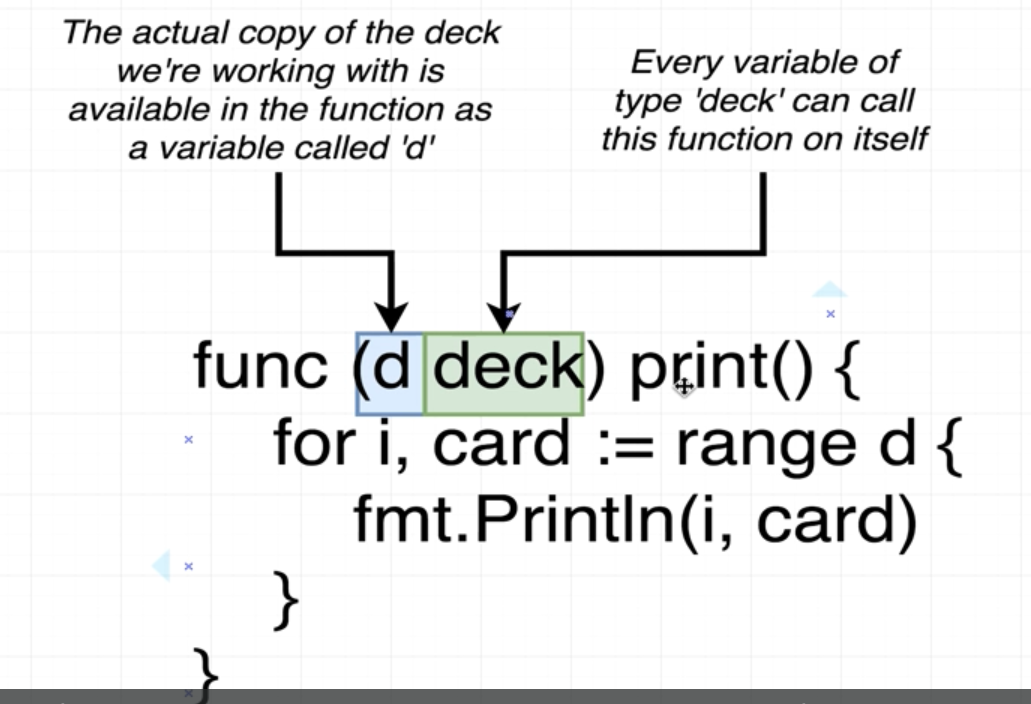 The actual copy of the deck
we're working with is
available in the function as
a variable called 'd'
Every variable of
type 'deck' can call
this function on itself
func (d deck) print() {
for i, card := range d {
fmt.Println(i, card)
}
}